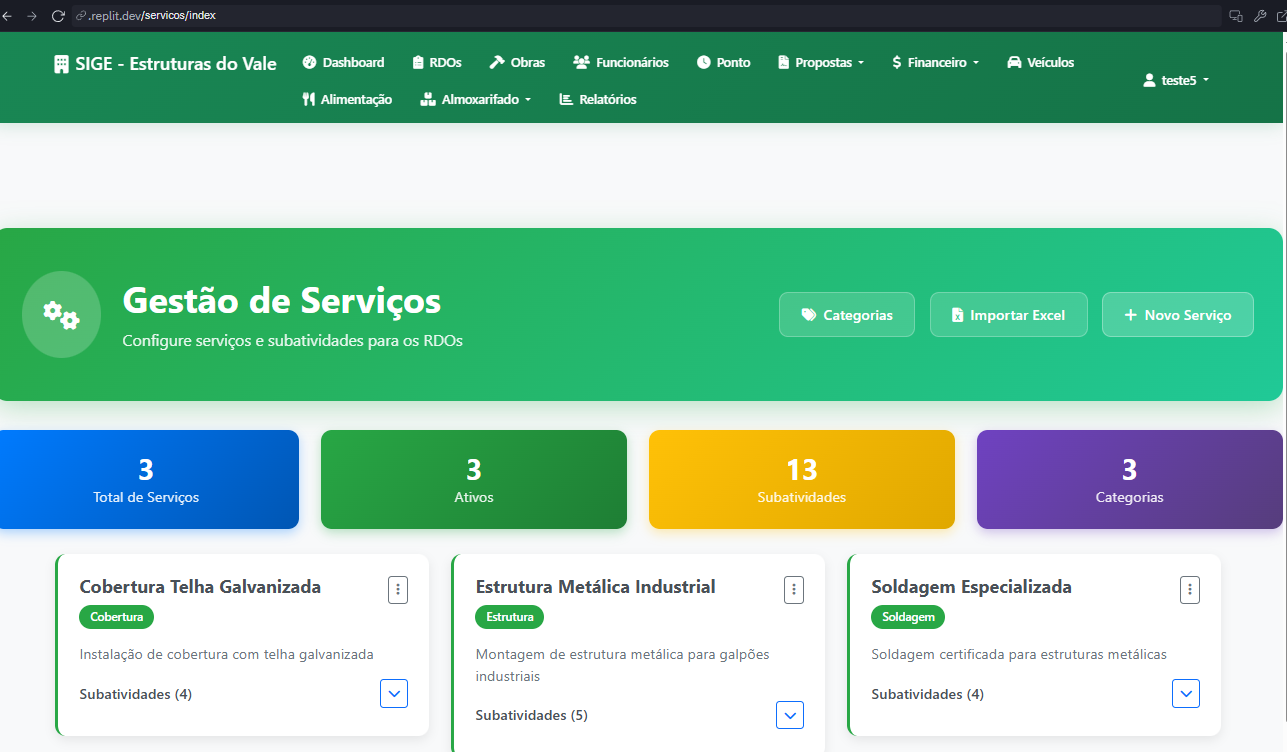 .replit.dev/servicos/index
SIGE - Estruturas do Vale
Dashboard
RDOs
Obras
Funcionários
Ponto
Propostas
Financeiro
Veículos
Alimentação
Almoxarifado
Relatórios
teste5
Gestão de Serviços
Configure serviços e subatividades para os RDOs
Categorias
Importar Excel
Novo Serviço
3
Total de Serviços
3
Ativos
13
Subatividades
3
Categorias
Cobertura Telha Galvanizada
Cobertura
Instalação de cobertura com telha galvanizada
Subatividades (4)
Estrutura Metálica Industrial
Estrutura
Montagem de estrutura metálica para galpões
industriais
Subatividades (5)
Soldagem Especializada
Soldagem
Soldagem certificada para estruturas metálicas
Subatividades (4)